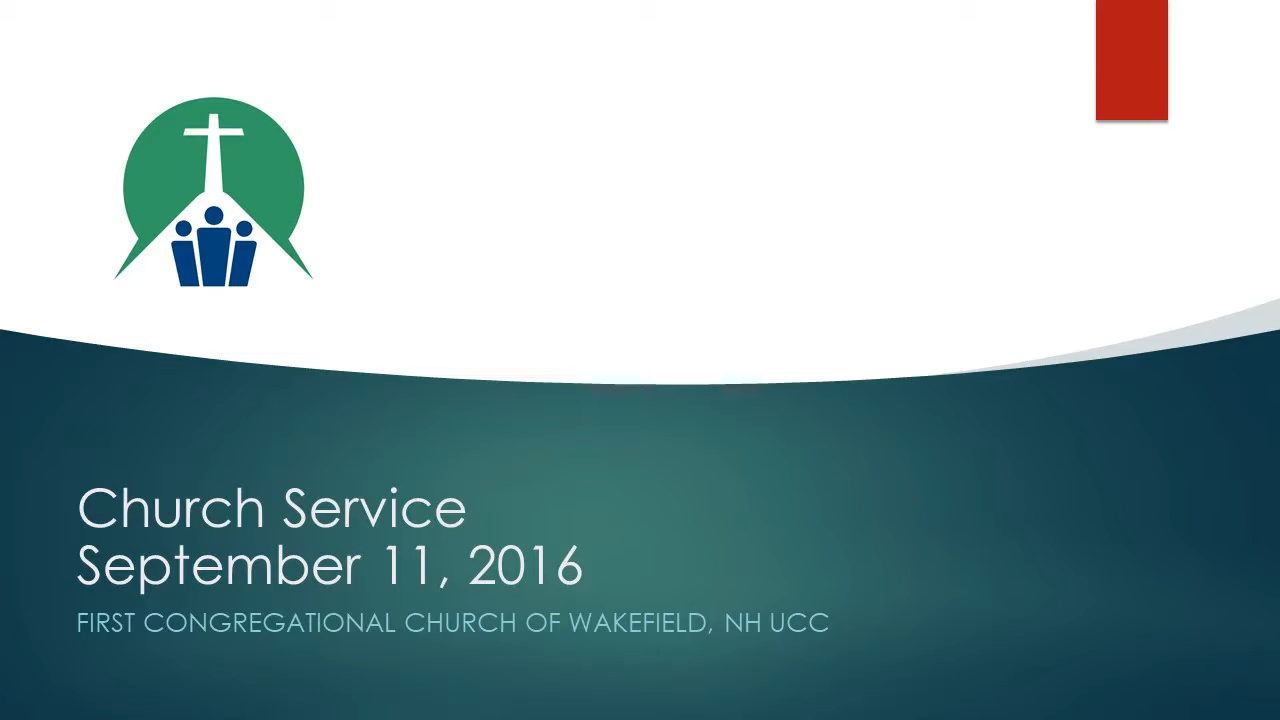 Church Service
September 11, 2016
FIRST CONGREGATIONAL CHURCH OF WAKEFIELD, NH UCC